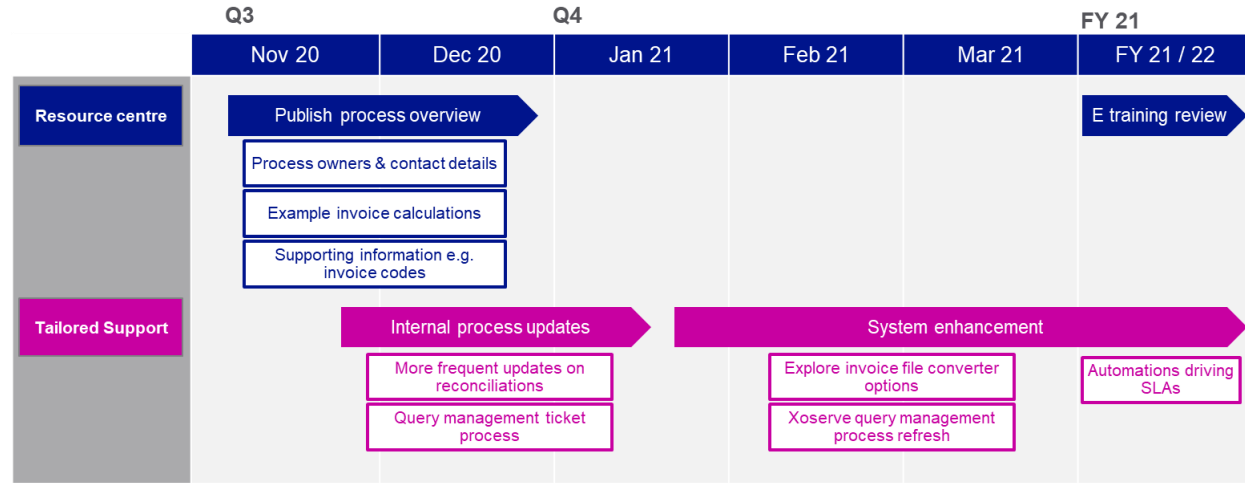 Q3
Q4
FY 21
Nov 20
Dec 20
Jan 21
Feb 21
Mar 21
FY 21 / 22
Resource centre
Publish process overview
E training review
Process owners & contact details
Example invoice calculations
Supporting information e.g.
invoice codes
Tailored Support
Internal process updates
System enhancement
More frequent updates on
reconciliations
Explore invoice file converter
options
Automations driving
SLAs
Query management ticket
process
Xoserve query management
process refresh